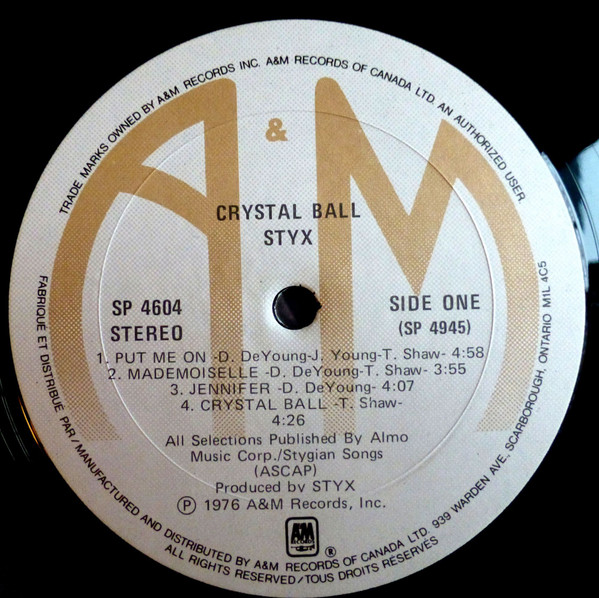 TRADE MARKS OWNED BY A&M RECORDS INC. A&M RECORDS OF CANADA LTD. AN AUTHORIZED USER
A&M
CRYSTAL BALL
STYX
SP 4604
STEREO
SIDE ONE
(SP 4945)
1. PUT ME ON -D. DeYoung-J. Young-T. Shaw- 4:58
2. MADEMOISELLE -D. DeYoung-T. Shaw- 3:55
3. JENNIFER -D. DeYoung- 4:07
4. CRYSTAL BALL -T. Shaw-
4:26
All Selections Published By Almo
Music Corp./Stygian Songs
(ASCAP)
Produced by STYX
Ⓟ 1976 A&M Records, Inc.
A&M
RECORDS
®
FABRIQUÉ ET DISTRIBUÉ PAR/MANUFACTURED AND DISTRIBUTED BY A&M RECORDS OF CANADA LTD. 939 WARDEN AVE., SCARBOROUGH, ONTARIO M1L 4C5
ALL RIGHTS RESERVED/TOUS DROITS RÉSERVÉS